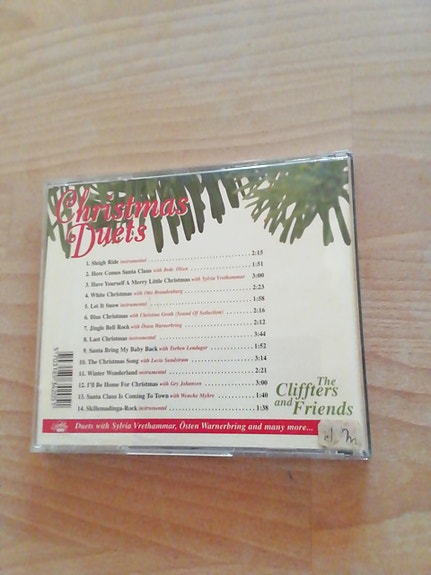 Christmas
Duets
1. Sleigh Ride instrumental 2:15
2. Here Comes Santa Claus with Bodo Olsen 1:51
3. Have Yourself A Merry Little Christmas with Sylvia Vrethammar 3:00
4. White Christmas with Otto Brandenburg 2:23
5. Let It Snow instrumental 1:58
6. Blue Christmas with Christina Groth (Sound Of Seduction) 2:16
7. Jingle Bell Rock with Östen Warnerbring 2:12
8. Last Christmas instrumental 3:44
9. Santa Bring My Baby Back with Torben Lendager 1:52
10. The Christmas Song with Lecia Sundstrøm 3:14
11. Winter Wonderland instrumental 2:21
12. I'll Be Home For Christmas with Gry Johansen 3:00
13. Santa Claus Is Coming To Town with Wencke Myhre 1:40
14. Skillemadinga-Rock instrumental 1:38
The
Cliffters
and Friends
Duets with Sylvia Vrethammar, Östen Warnerbring and many more...